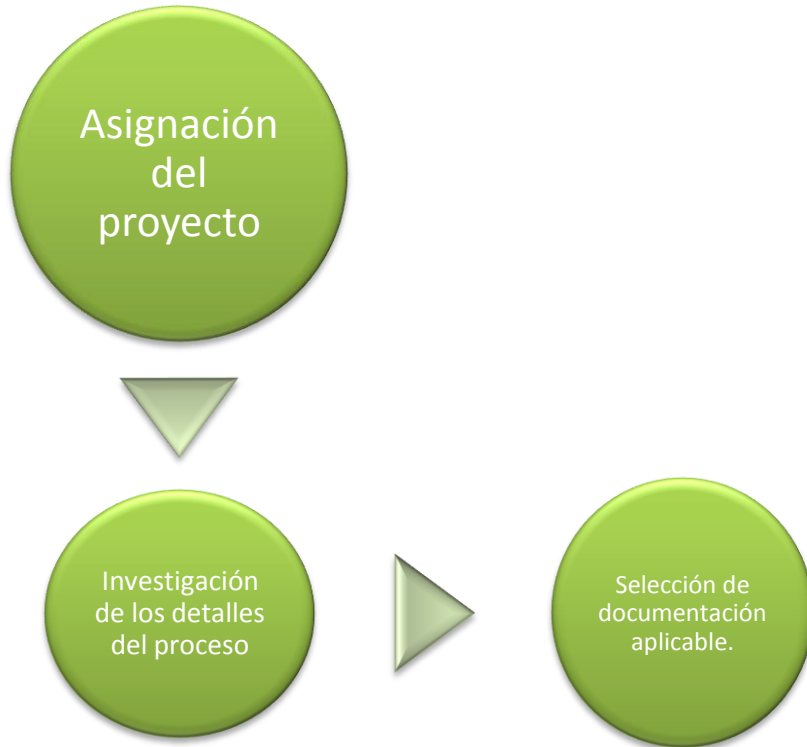 Asignación
del
proyecto
Investigación
de los detalles
del proceso
Selección de
documentación
aplicable.